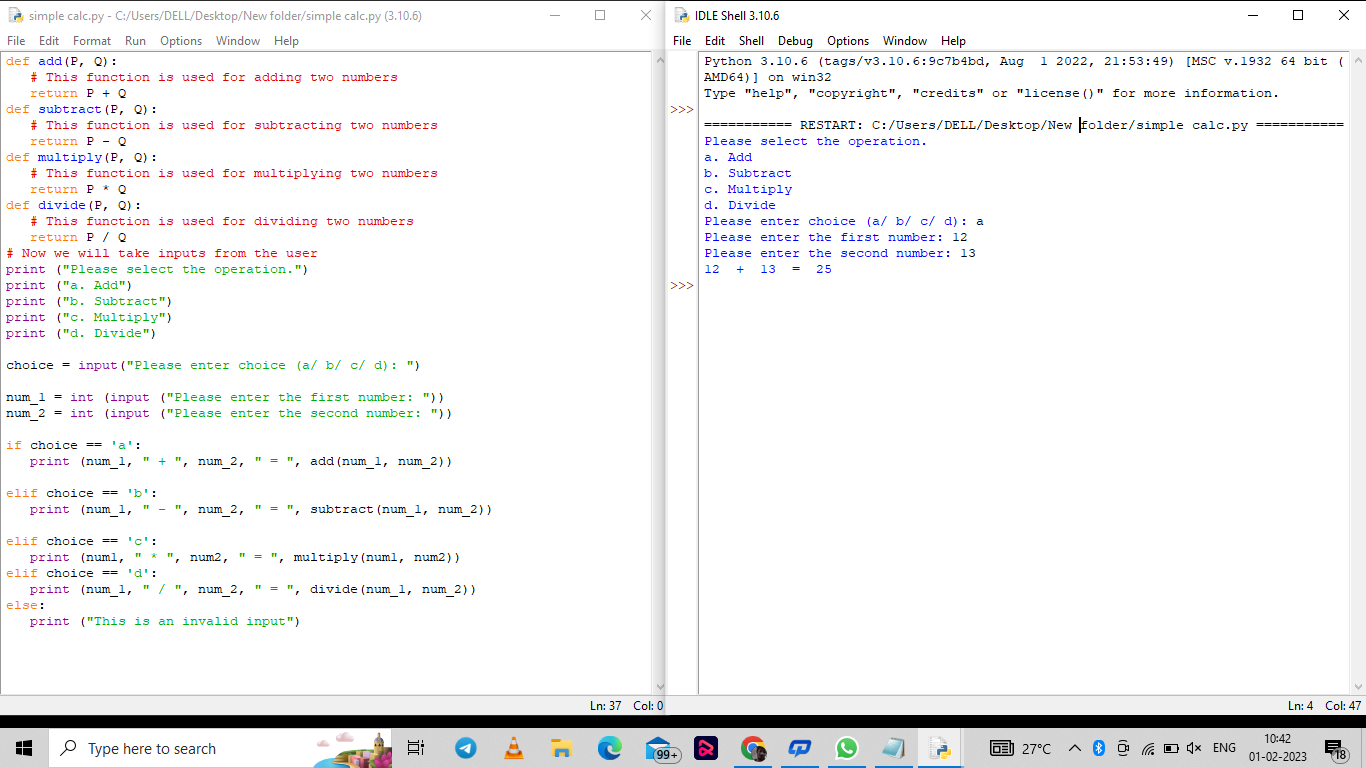 simple calc.py - C:/Users/DELL/Desktop/New folder/simple calc.py (3.10.6)
File Edit Format Run Options Window Help
def add(P, Q):
   # This function is used for adding two numbers
   return P + Q
def subtract(P, Q):
   # This function is used for subtracting two numbers
   return P - Q
def multiply(P, Q):
   # This function is used for multiplying two numbers
   return P * Q
def divide(P, Q):
   # This function is used for dividing two numbers
   return P / Q
# Now we will take inputs from the user
print ("Please select the operation.")
print ("a. Add")
print ("b. Subtract")
print ("c. Multiply")
print ("d. Divide")
choice = input("Please enter choice (a/ b/ c/ d): ")
num_1 = int (input ("Please enter the first number: "))
num_2 = int (input ("Please enter the second number: "))
if choice == 'a':
   print (num_1, " + ", num_2, " = ", add(num_1, num_2))
elif choice == 'b':
   print (num_1, " - ", num_2, " = ", subtract(num_1, num_2))
elif choice == 'c':
   print (num1, " * ", num2, " = ", multiply(num1, num2))
elif choice == 'd':
   print (num_1, " / ", num_2, " = ", divide(num_1, num_2))
else:
   print ("This is an invalid input")
Ln: 37 Col: 0
IDLE Shell 3.10.6
File Edit Shell Debug Options Window Help
Python 3.10.6 (tags/v3.10.6:9c7b4bd, Aug  1 2022, 21:53:49) [MSC v.1932 64 bit (
AMD64)] on win32
Type "help", "copyright", "credits" or "license()" for more information.
>>>
=========== RESTART: C:/Users/DELL/Desktop/New folder/simple calc.py ===========
Please select the operation.
a. Add
b. Subtract
c. Multiply
d. Divide
Please enter choice (a/ b/ c/ d): a
Please enter the first number: 12
Please enter the second number: 13
12  +  13  =  25
>>>
Ln: 4 Col: 47
Type here to search
99+
27°C
ENG
10:42
01-02-2023
18